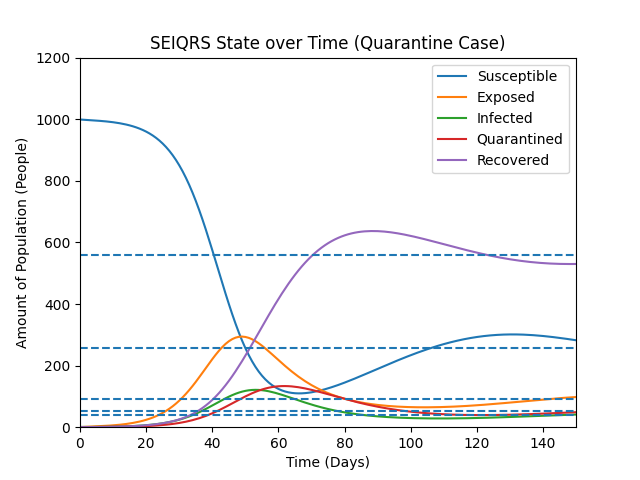 SEIQRS State over Time (Quarantine Case)
1200
1000
800
600
400
200
0
Amount of Population (People)
Susceptible
Exposed
Infected
Quarantined
Recovered
0 20 40 60 80 100 120 140
Time (Days)